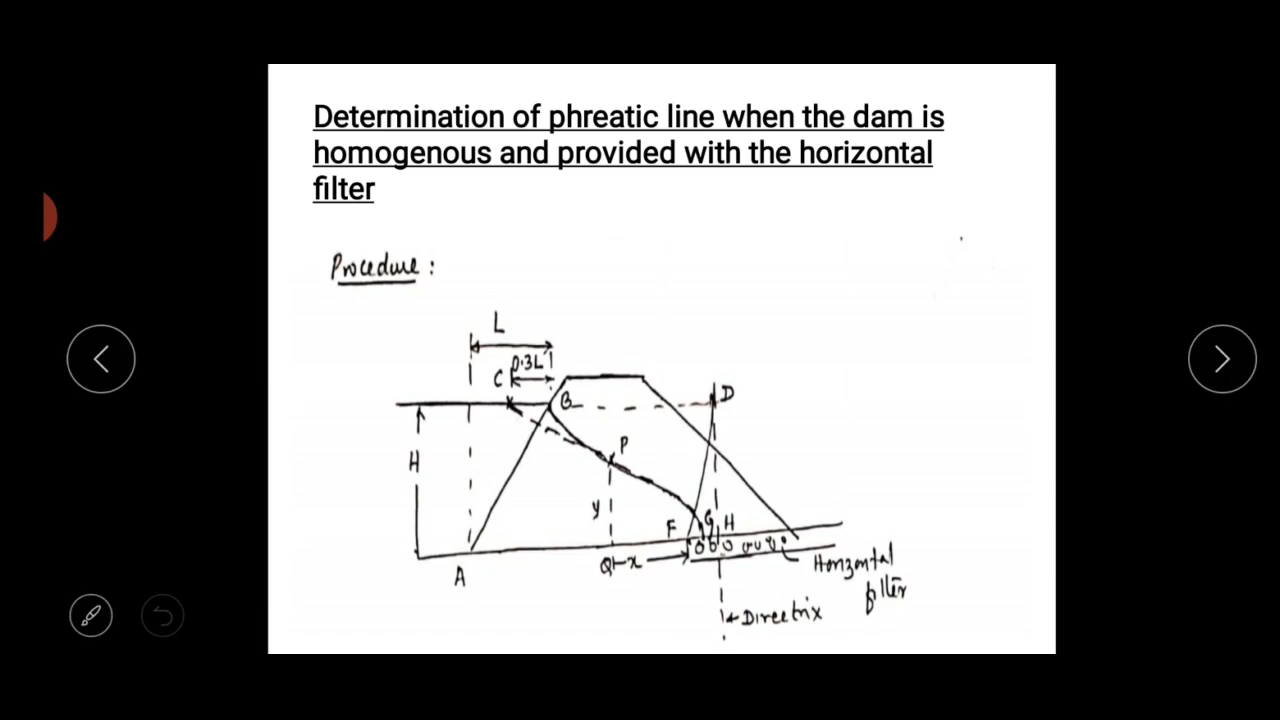 Determination of phreatic line when the dam is
homogenous and provided with the horizontal
filter
Procedure :
L
0.3L
C
B
D
H
P
y
F
G
H
Q
x
A
Horizontal
filter
Directrix